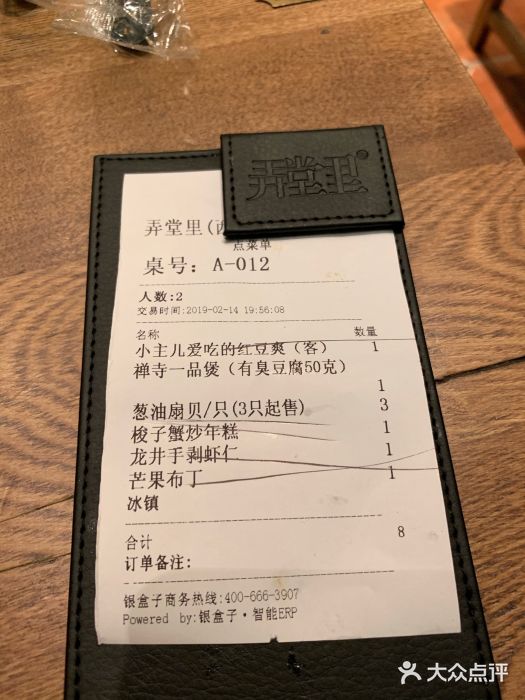 弄堂里®
弄堂里(西
点菜单
桌号: A-012
人数:2
交易时间:2019-02-14 19:56:08
名称 数量
小主儿爱吃的红豆爽(客) 1
禅寺一品煲(有臭豆腐50克)
1
葱油扇贝/只(3只起售) 3
梭子蟹炒年糕 1
龙井手剥虾仁 1
芒果布丁 1
冰镇
合计 8
订单备注:
银盒子商务热线:400-666-3907
Powered by:银盒子·智能ERP
大众点评